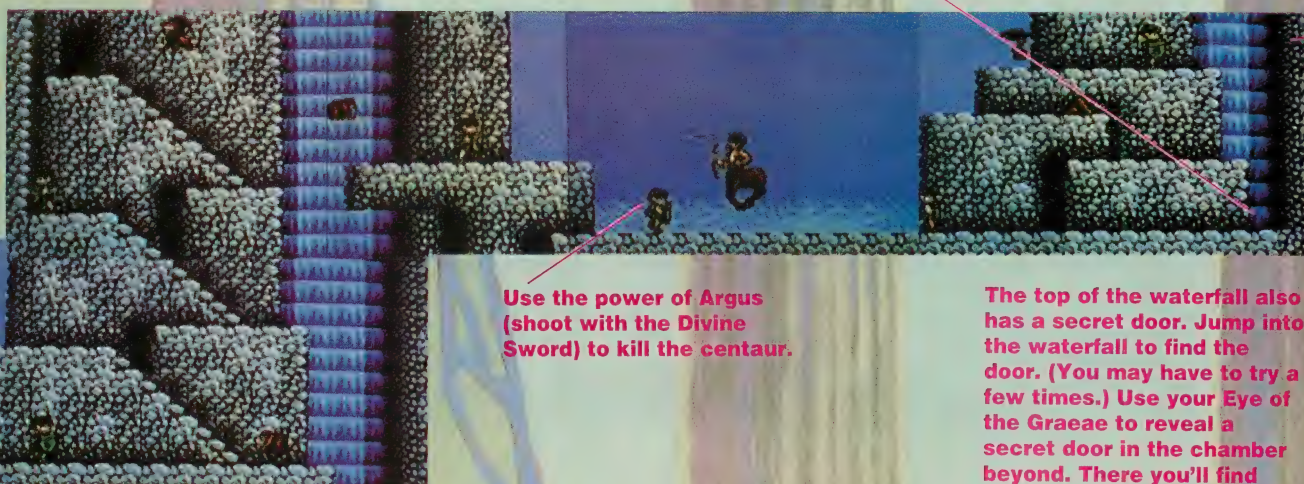 Use the power of Argus
(shoot with the Divine
Sword) to kill the centaur.
The top of the waterfall also
has a secret door. Jump into
the waterfall to find the
door. (You may have to try a
few times.) Use your Eye of
the Graeae to reveal a
secret door in the chamber
beyond. There you'll find